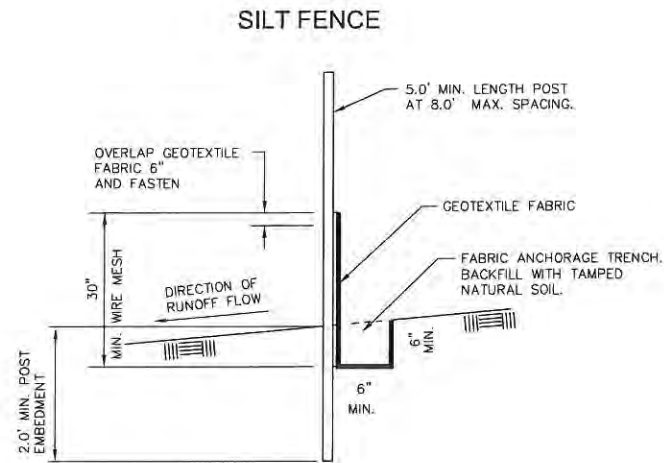 SILT FENCE
5.0' MIN. LENGTH POST
AT 8.0' MAX. SPACING.
OVERLAP GEOTEXTILE
FABRIC 6"
AND FASTEN
GEOTEXTILE FABRIC
FABRIC ANCHORAGE TRENCH.
BACKFILL WITH TAMPED
NATURAL SOIL.
30"
MIN. WIRE MESH
DIRECTION OF
RUNOFF FLOW
6"
MIN.
6"
MIN.
2.0' MIN. POST
EMBEDMENT